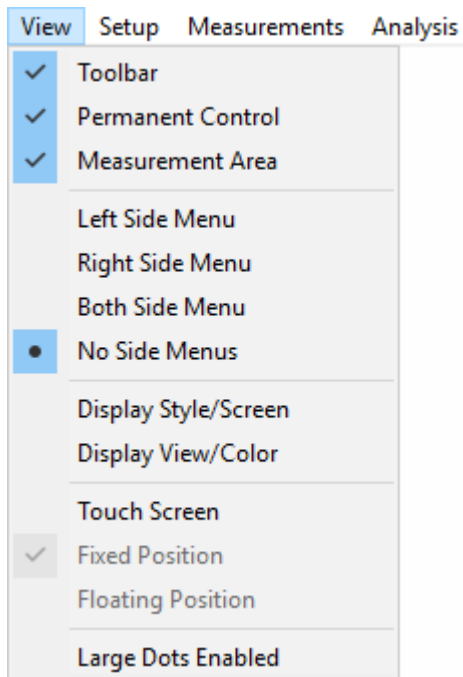 View Setup Measurements Analysis
Toolbar
Permanent Control
Measurement Area
Left Side Menu
Right Side Menu
Both Side Menu
No Side Menus
Display Style/Screen
Display View/Color
Touch Screen
Fixed Position
Floating Position
Large Dots Enabled